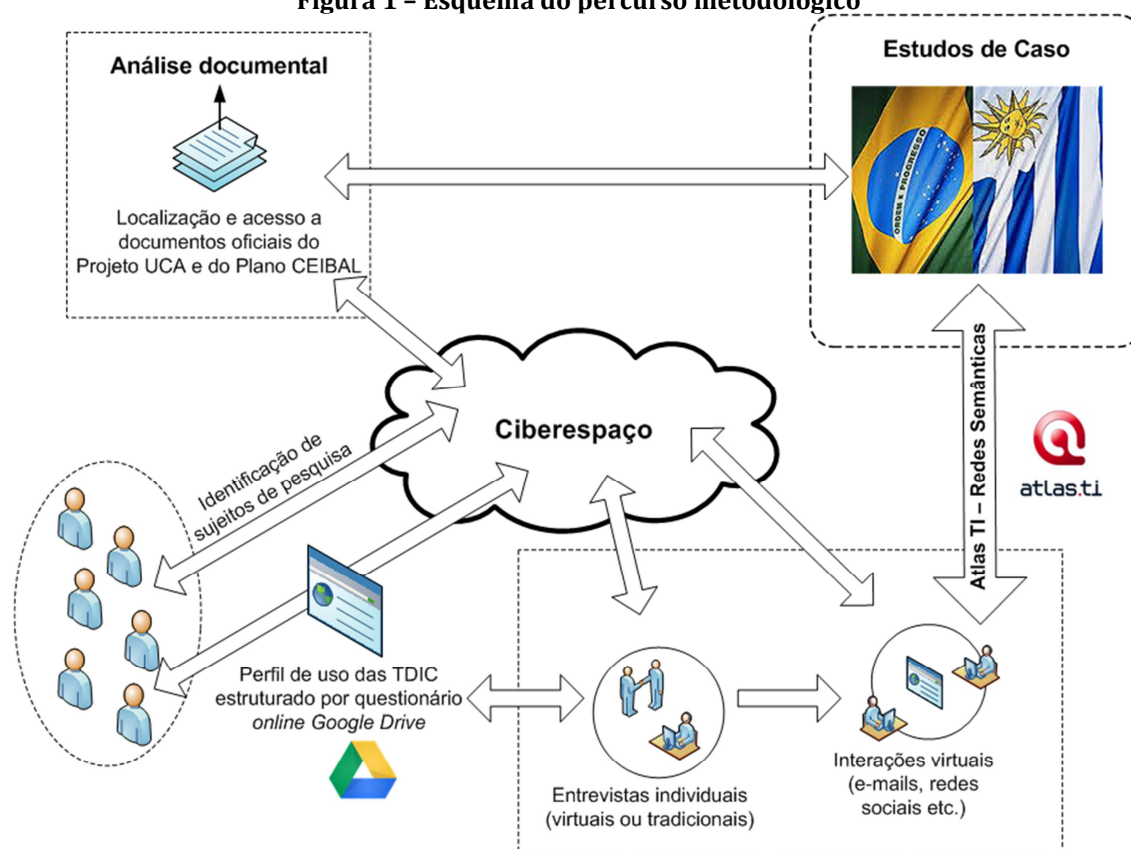 Figura 1 – Esquema do percurso metodológico
Análise documental
Localização e acesso a
documentos oficiais do
Projeto UCA e do Plano CEIBAL
Estudos de Caso
ORDEM E PROGRESSO
Ciberespaço
Identificação de
sujeitos de pesquisa
Atlas TI – Redes Semânticas
atlas.ti
Perfil de uso das TDIC
estruturado por questionário
online Google Drive
Entrevistas individuais
(virtuais ou tradicionais)
Interações virtuais
(e-mails, redes
sociais etc.)